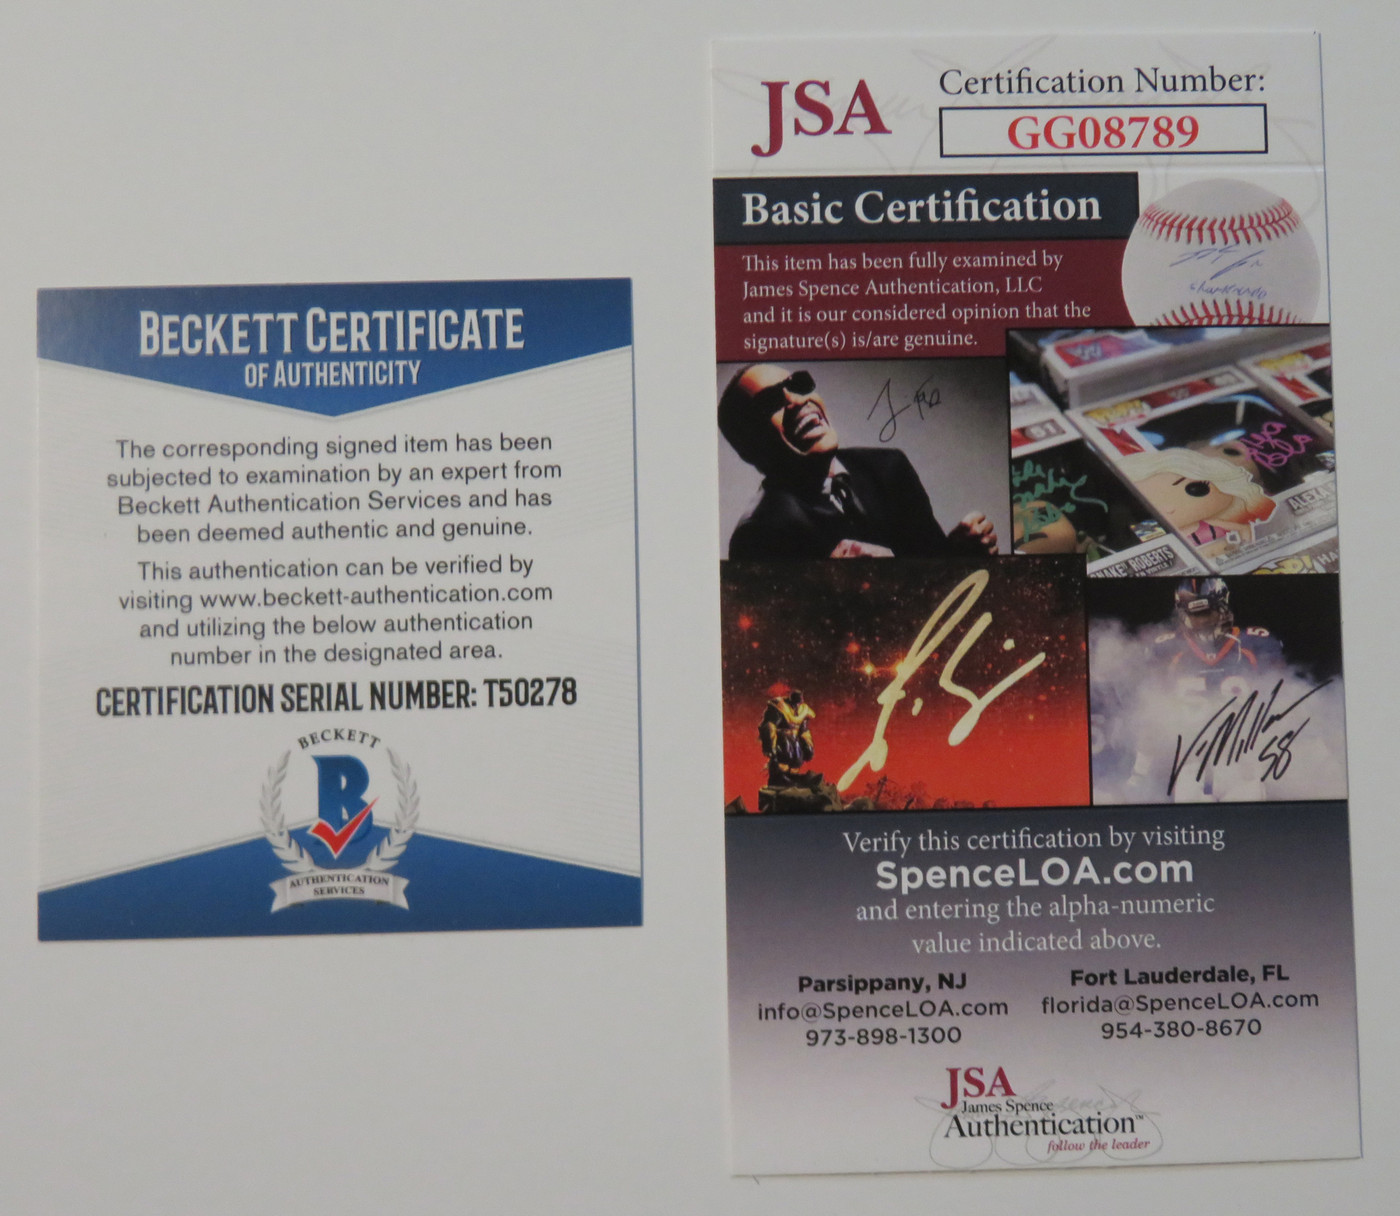 BECKETT CERTIFICATE
OF AUTHENTICITY
The corresponding signed item has been
subjected to examination by an expert from
Beckett Authentication Services and has
been deemed authentic and genuine.
This authentication can be verified by
visiting www.beckett-authentication.com
and utilizing the below authentication
number in the designated area.
CERTIFICATION SERIAL NUMBER: T50278
BECKETT
B
AUTHENTICATION
SERVICES
JSA
Certification Number:
GG08789
Basic Certification
This item has been fully examined by
James Spence Authentication, LLC
and it is our considered opinion that the
signature(s) is/are genuine.
ALEXA
ROBERTS
58
Verify this certification by visiting
SpenceLOA.com
and entering the alpha-numeric
value indicated above.
Parsippany, NJ
info@SpenceLOA.com
973-898-1300
Fort Lauderdale, FL
florida@SpenceLOA.com
954-380-8670
JSA
James Spence
Authentication™
follow the leader